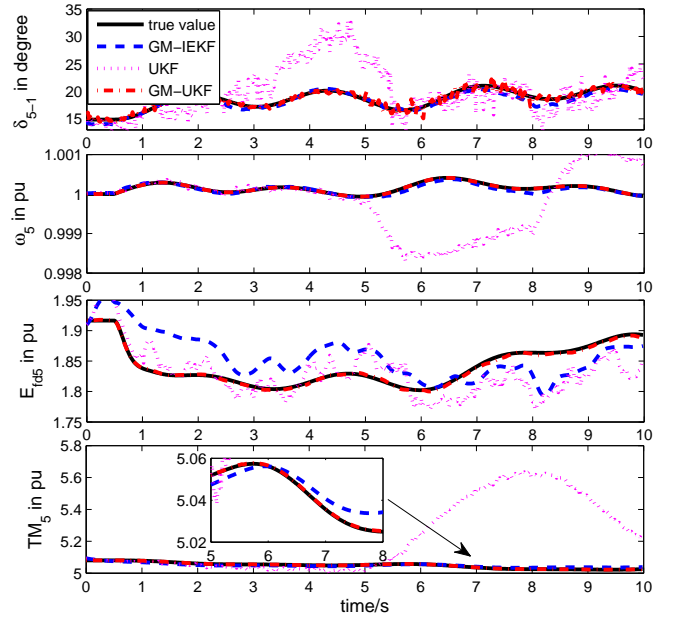 35
30
25
20
15
δ5−1 in degree
true value
GM−IEKF
UKF
GM−UKF
0 1 2 3 4 5 6 7 8 9 10
1.001
1
0.999
0.998
ω5 in pu
0 1 2 3 4 5 6 7 8 9 10
1.95
1.9
1.85
1.8
1.75
Efd5 in pu
0 1 2 3 4 5 6 7 8 9 10
5.8
5.6
5.4
5.2
5
TM5 in pu
5.06
5.04
5.02
5 6 7 8
0 1 2 3 4 5 6 7 8 9 10
time/s